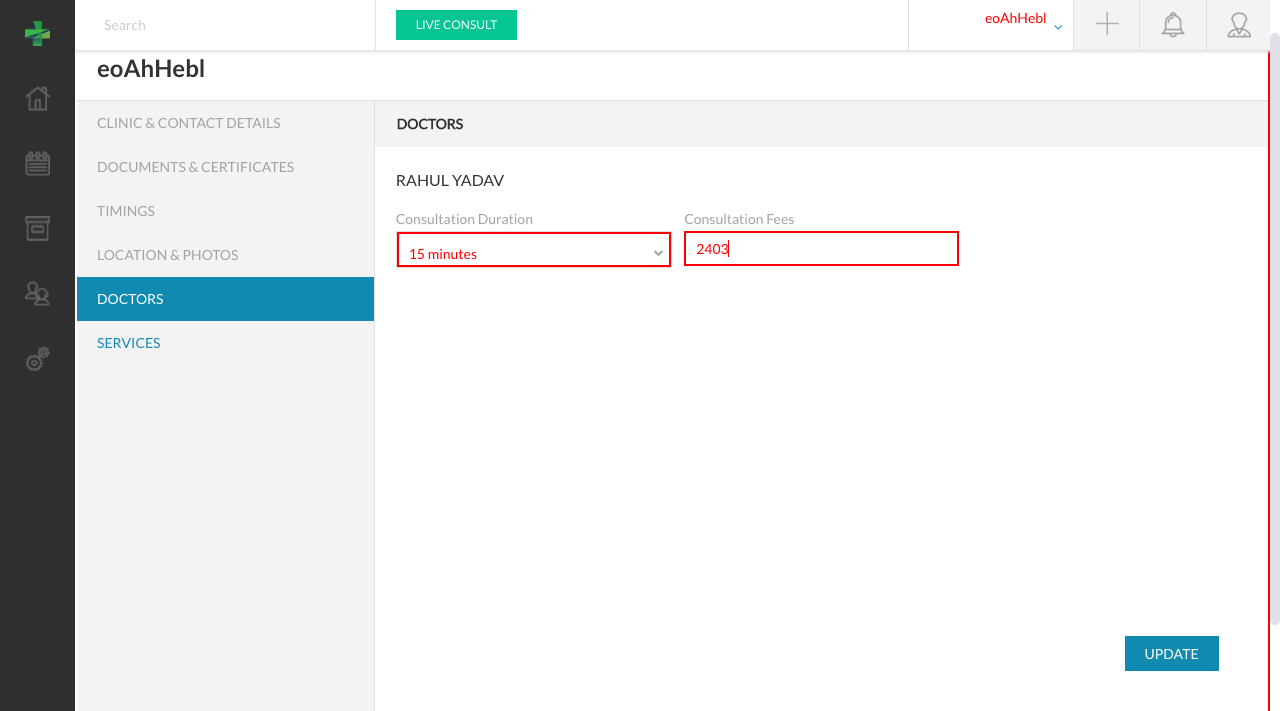 Search
LIVE CONSULT
eoAhHebl
eoAhHebl
CLINIC & CONTACT DETAILS
DOCUMENTS & CERTIFICATES
TIMINGS
LOCATION & PHOTOS
DOCTORS
SERVICES
DOCTORS
RAHUL YADAV
Consultation Duration
Consultation Fees
15 minutes
2403
UPDATE